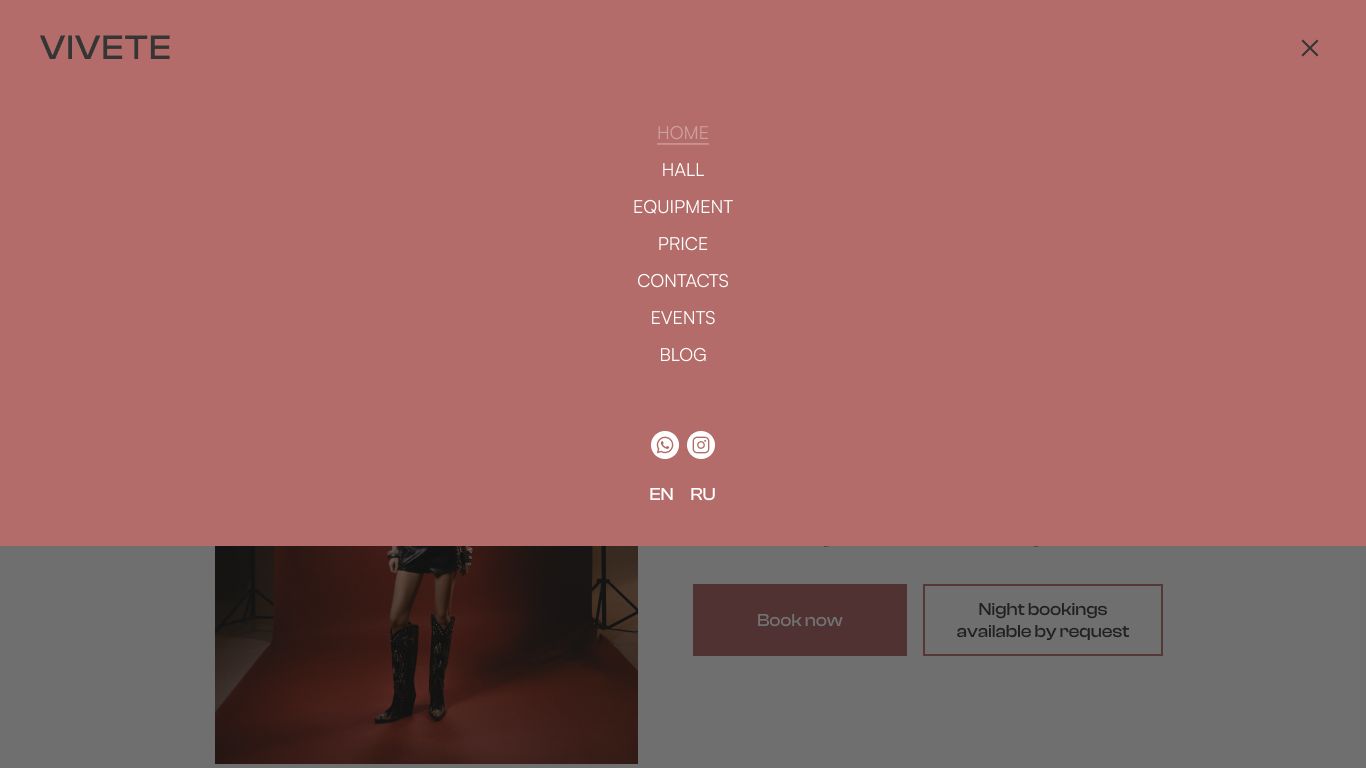 VIVETE
HOME
HALL
EQUIPMENT
PRICE
CONTACTS
EVENTS
BLOG
EN RU
Book now
Night bookings
available by request